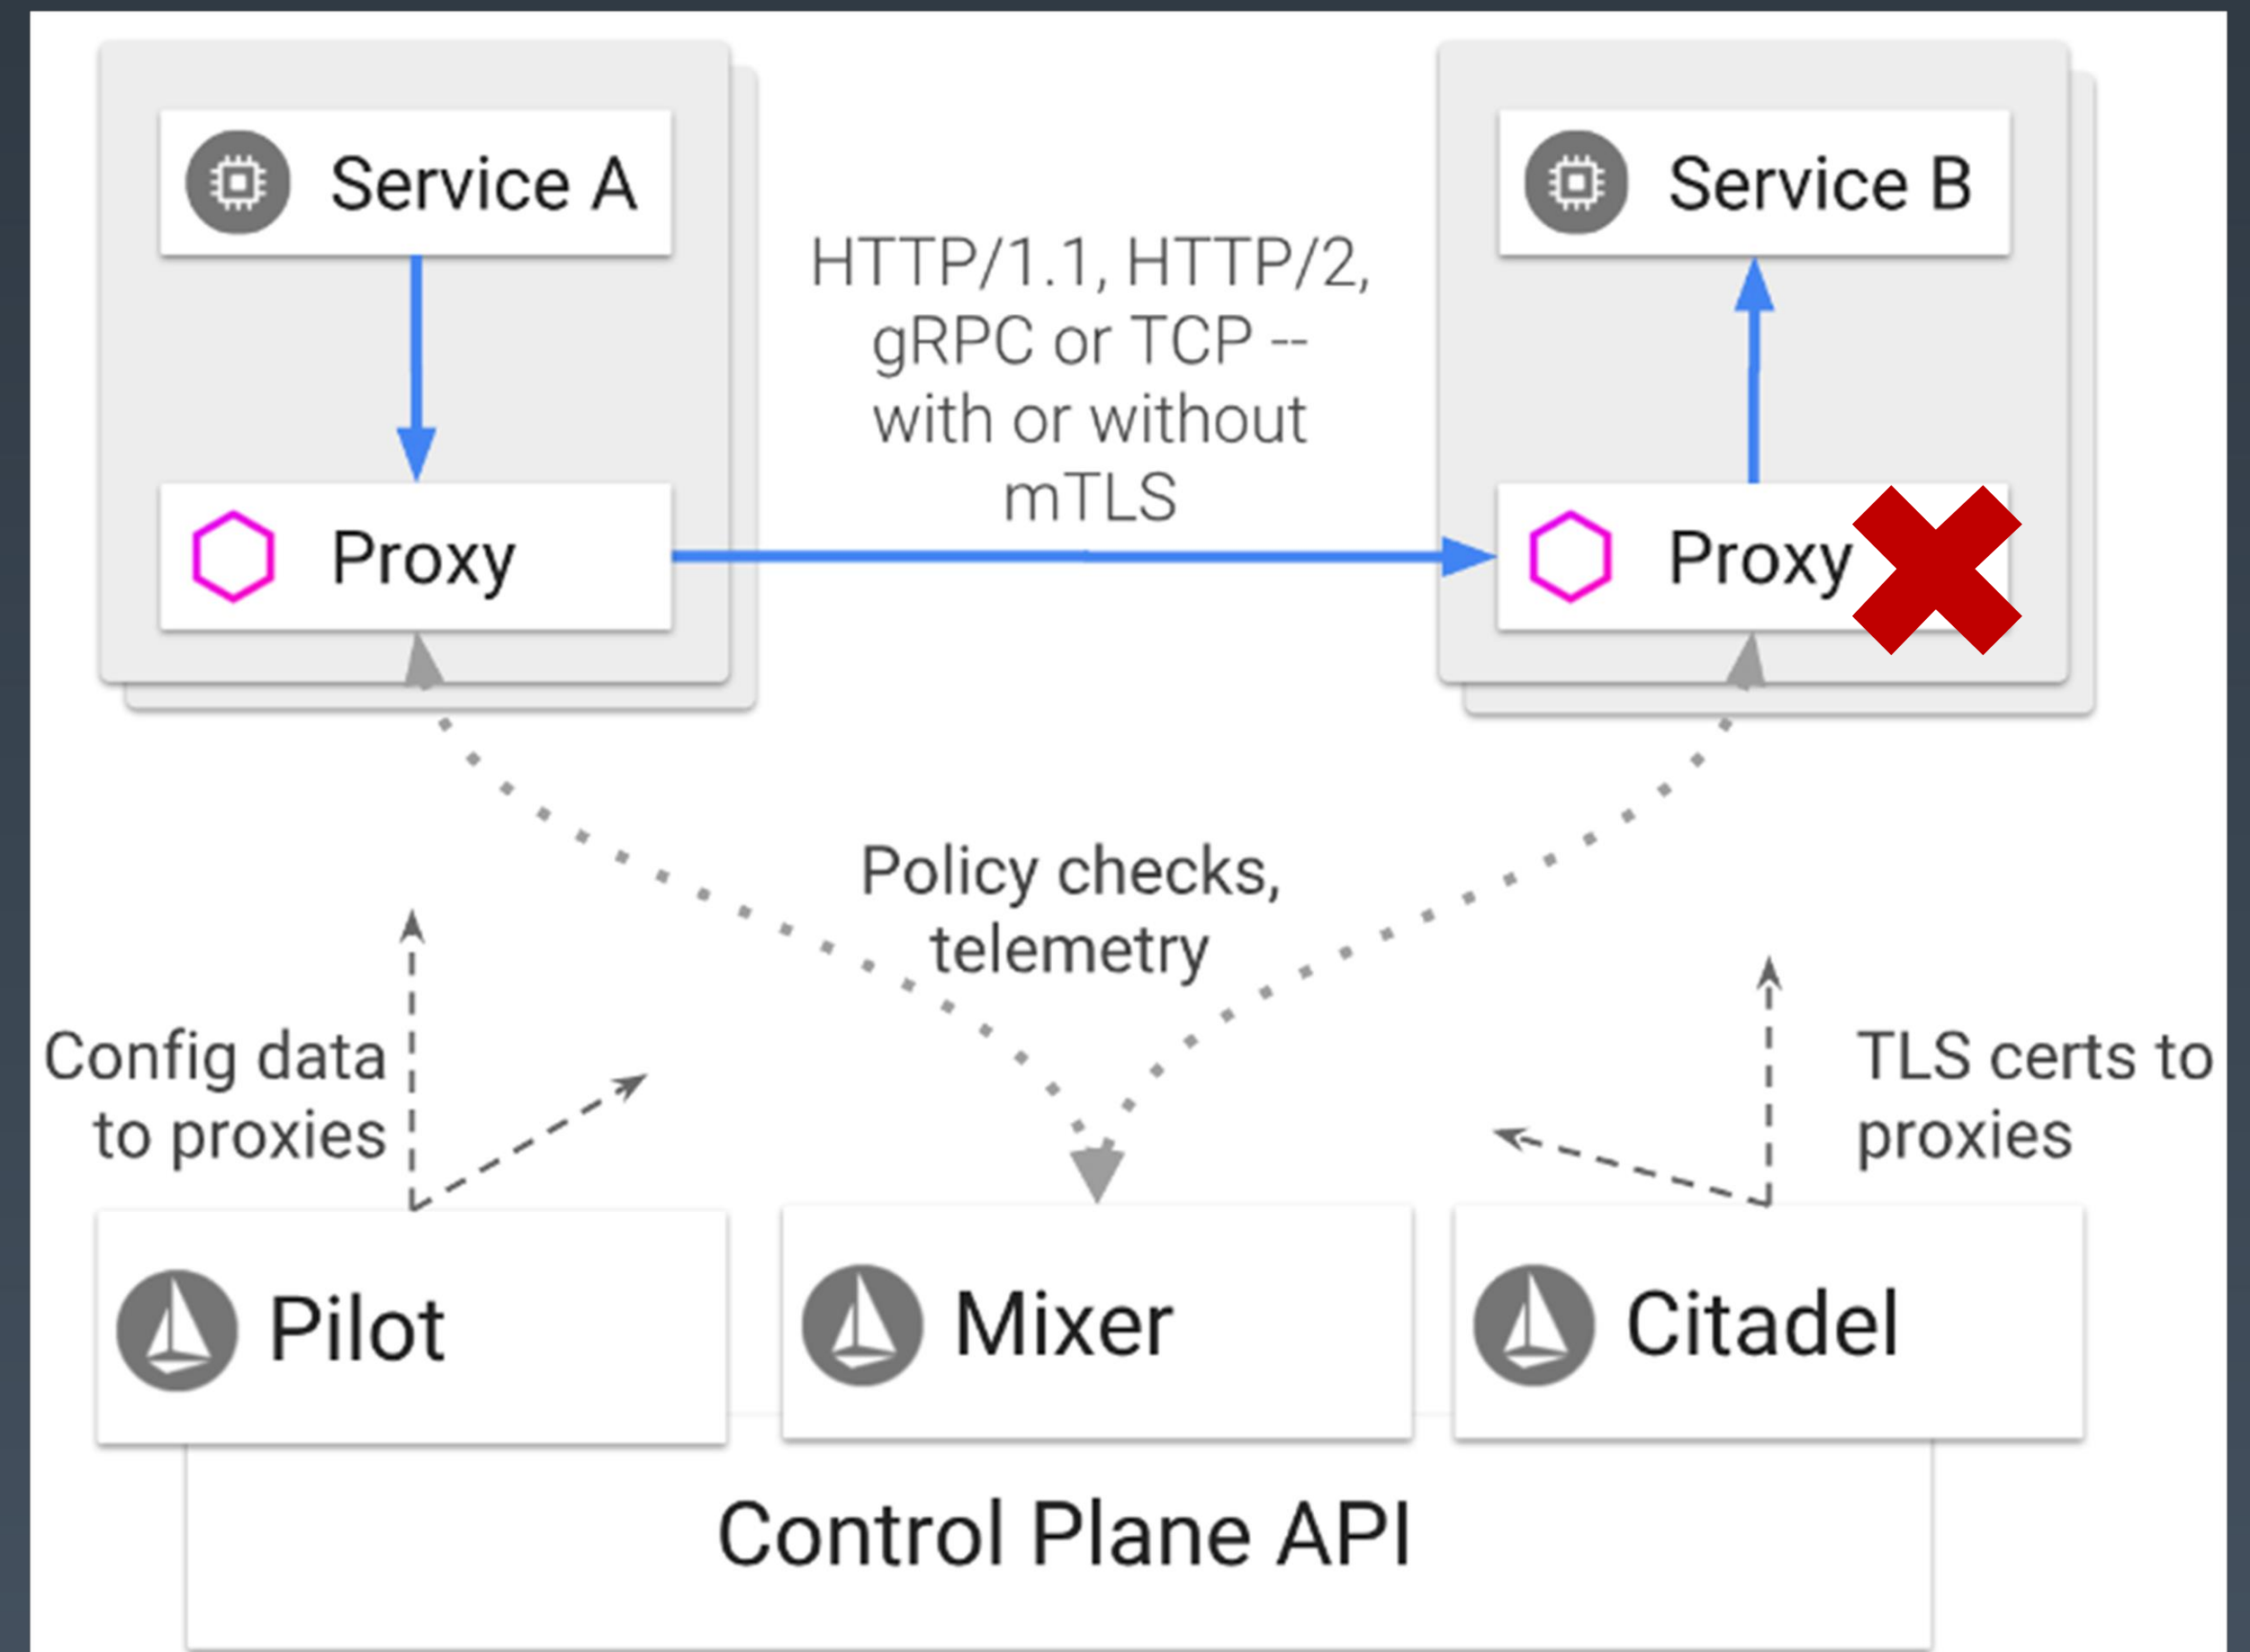 Service A
Service B
HTTP/1.1, HTTP/2,
gRPC or TCP --
with or without
mTLS
Proxy
Proxy
Policy checks,
telemetry
Config data
to proxies
TLS certs to
proxies
Pilot
Mixer
Citadel
Control Plane API